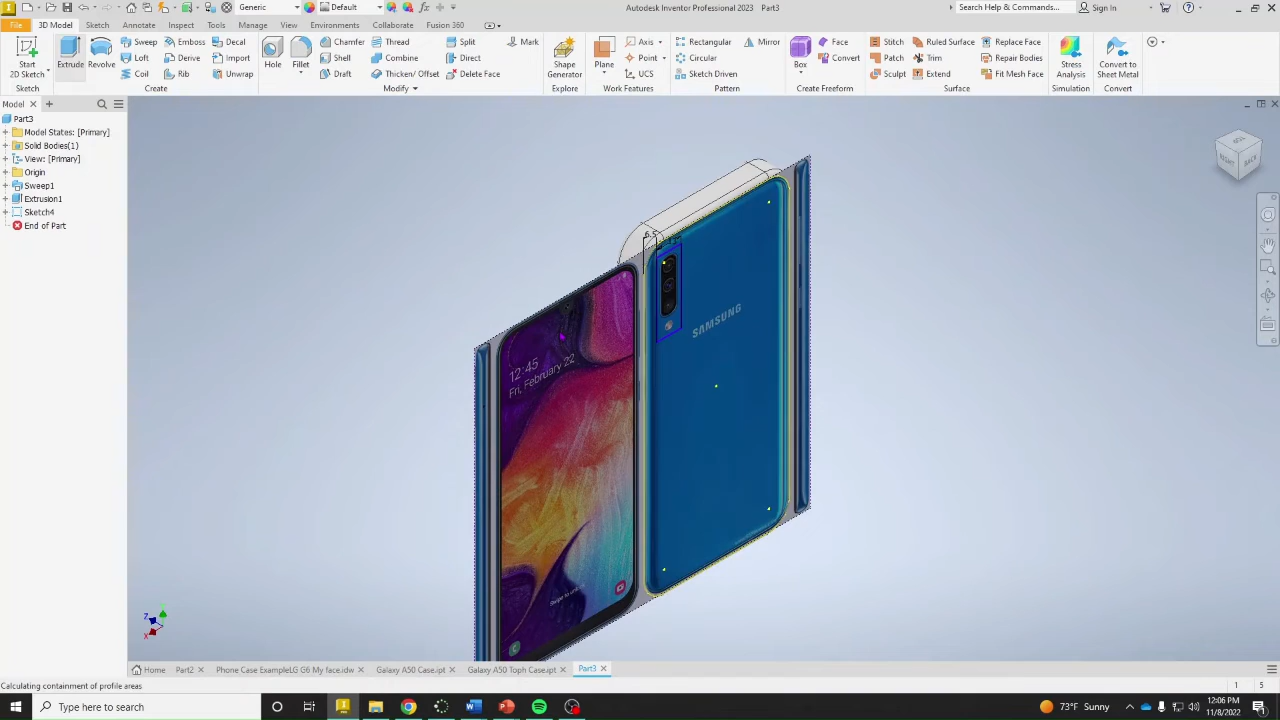 Generic
Default
Autodesk Inventor Professional 2023 Part3
Search Help & Commands...
Sign In
File
3D Model
Sketch
Annotate
Inspect
Tools
Manage
View
Environments
Collaborate
Fusion 360
Start
2D Sketch
Sketch
Extrude
Revolve
Sweep
Loft
Coil
Emboss
Derive
Rib
Decal
Import
Unwrap
Create
Hole
Fillet
Chamfer
Shell
Draft
Thread
Combine
Thicken/ Offset
Split
Direct
Delete Face
Mark
Modify
Shape
Generator
Explore
Plane
Axis
Point
UCS
Work Features
Rectangular
Circular
Sketch Driven
Mirror
Pattern
Box
Face
Convert
Create Freeform
Stitch
Patch
Sculpt
Ruled Surface
Trim
Extend
Replace Face
Repair Bodies
Fit Mesh Face
Surface
Stress
Analysis
Simulation
Convert to
Sheet Metal
Convert
Model
Part3
Model States: [Primary]
Solid Bodies(1)
View: [Primary]
Origin
Sweep1
Extrusion1
Sketch4
End of Part
RIGHT
BACK
SAMSUNG
12:45
Fri, February 22
Swipe to unlock
Z
X
Home
Part2
Phone Case ExampleLG G6 My face.idw
Galaxy A50 Case.ipt
Galaxy A50 Toph Case.ipt
Part3
Calculating containment of profile areas
1
5
Type here to search
73°F Sunny
12:06 PM
11/8/2022